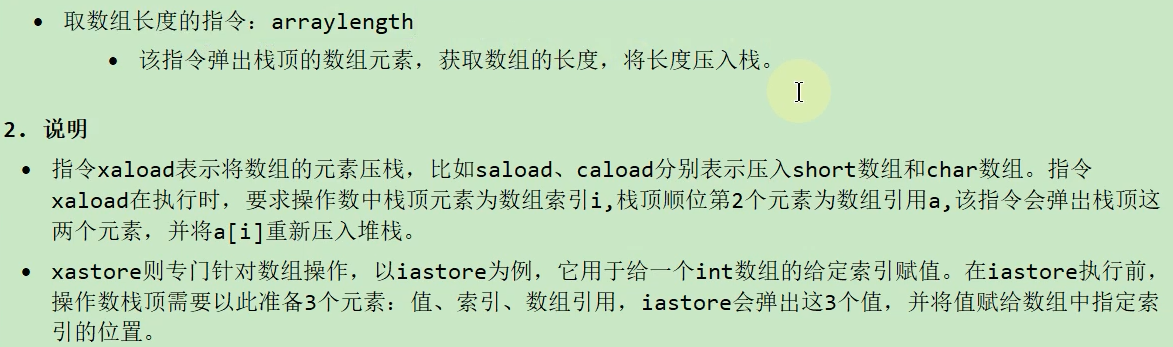 • 取数组长度的指令：arraylength
• 该指令弹出栈顶的数组元素，获取数组的长度，将长度压入栈。
2. 说明
• 指令xaload表示将数组的元素压栈，比如saload、caload分别表示压入short数组和char数组。指令
xaload在执行时，要求操作数中栈顶元素为数组索引i,栈顶顺位第2个元素为数组引用a,该指令会弹出栈顶这
两个元素，并将a[i]重新压入堆栈。
• xastore则专门针对数组操作，以iastore为例，它用于给一个int数组的给定索引赋值。在iastore执行前，
操作数栈顶需要以此准备3个元素：值、索引、数组引用，iastore会弹出这3个值，并将值赋给数组中指定索
引的位置。